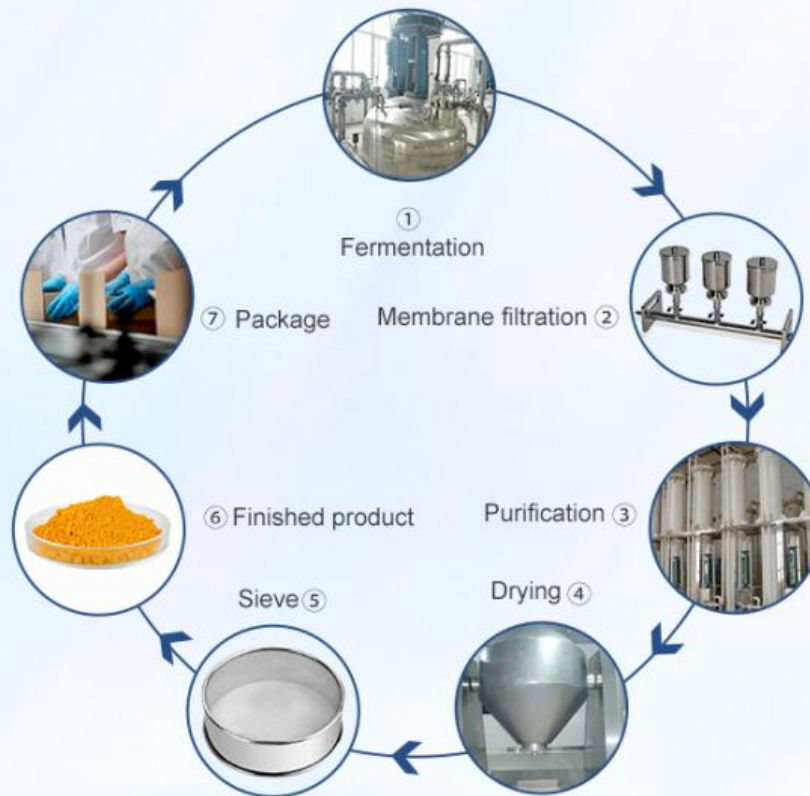 ① Fermentation
Membrane filtration ②
Purification ③
Drying ④
Sieve ⑤
⑥ Finished product
⑦ Package